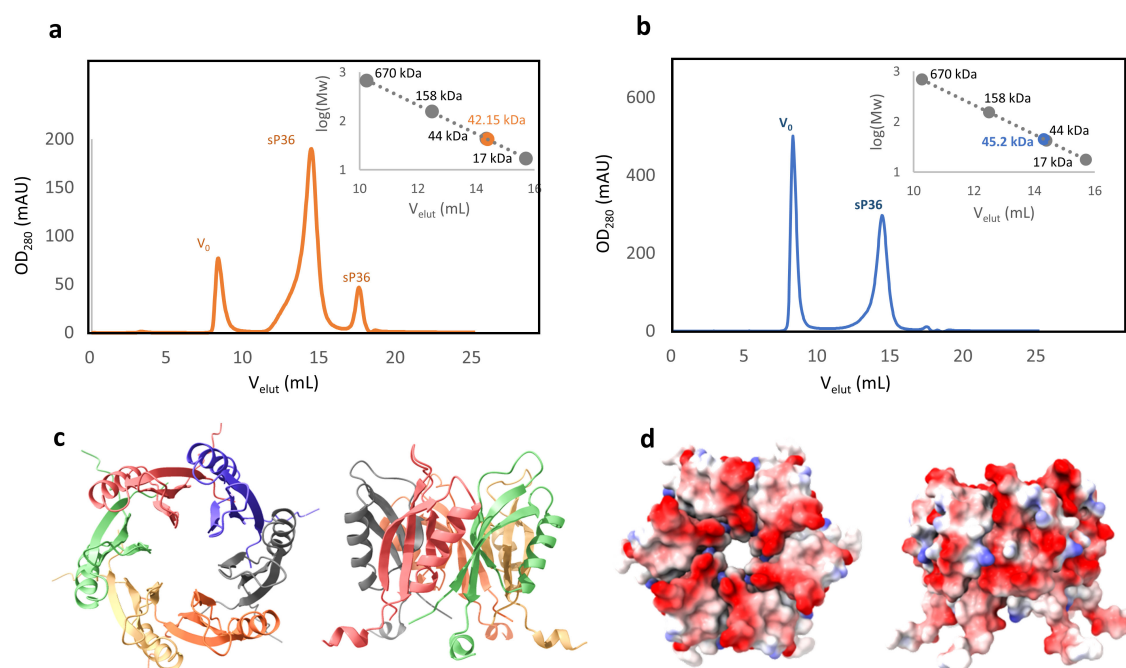 a
OD280 (mAU)
200
150
100
50
0
0 5 10 15 20 25
Velut (mL)
V0
sP36
sP36
log(Mw)
3
2
1
670 kDa
158 kDa
42.15 kDa
44 kDa
17 kDa
10 12 14 16
Velut (mL)
b
OD280 (mAU)
600
400
200
0
0 5 10 15 20 25
Velut (mL)
V0
sP36
log(Mw)
3
2
1
670 kDa
158 kDa
44 kDa
45.2 kDa
17 kDa
10 12 14 16
Velut (mL)
c
d